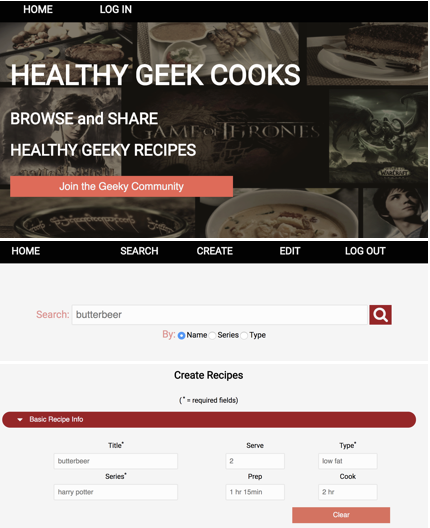 HOME LOG IN
HEALTHY GEEK COOKS
BROWSE and SHARE
GAME OF THRONES
HEALTHY GEEKY RECIPES
Join the Geeky Community
HOME SEARCH CREATE EDIT LOG OUT
Search: butterbeer
By: Name Series Type
Create Recipes
(* = required fields)
Basic Recipe Info
Title* Serve Type*
butterbeer 2 low fat
Series* Prep Cook
harry potter 1 hr 15min 2 hr
Clear